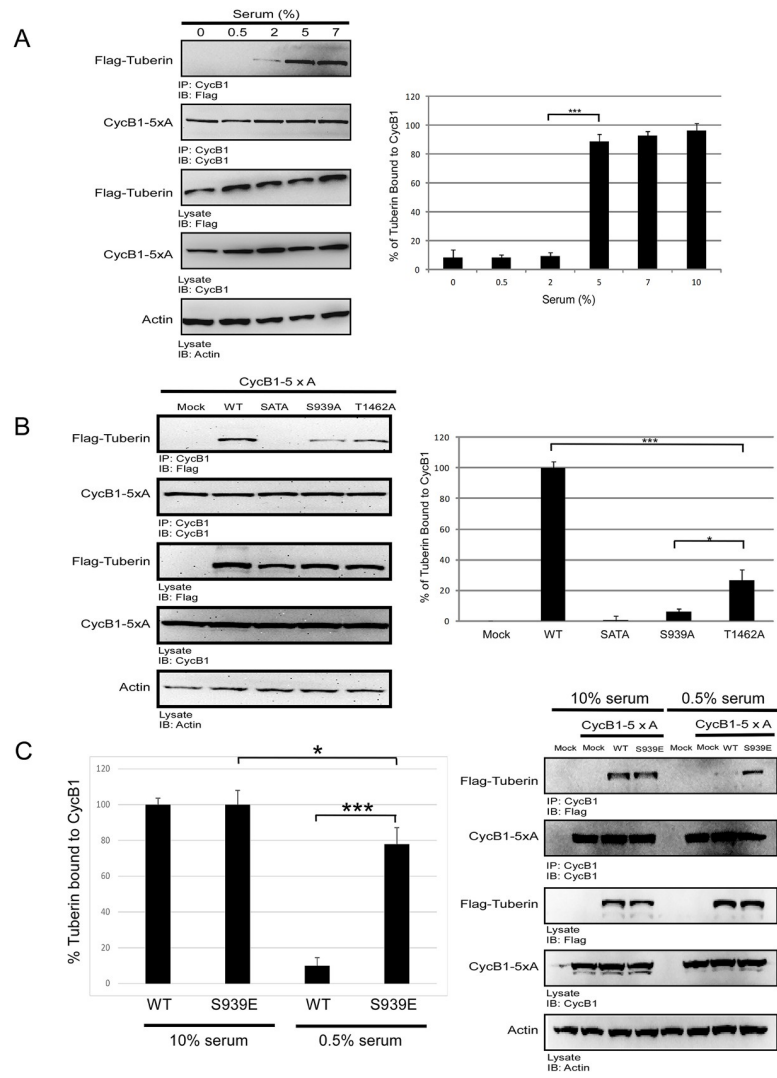 A
Serum (%)
0 0.5 2 5 7
Flag-Tuberin
IP: CycB1
IB: Flag
CycB1-5xA
IP: CycB1
IB: CycB1
Flag-Tuberin
Lysate
IB: Flag
CycB1-5xA
Lysate
IB: CycB1
Actin
Lysate
IB: Actin
% of Tuberin Bound to CycB1
120
100
80
60
40
20
0
***
0 0.5 2 5 7 10
Serum (%)
B
CycB1-5 x A
Mock WT SATA S939A T1462A
Flag-Tuberin
IP: CycB1
IB: Flag
CycB1-5xA
IP: CycB1
IB: CycB1
Flag-Tuberin
Lysate
IB: Flag
CycB1-5xA
Lysate
IB: CycB1
Actin
Lysate
IB: Actin
% of Tuberin Bound to CycB1
120
100
80
60
40
20
0
***
*
Mock WT SATA S939A T1462A
C
% Tuberin bound to CycB1
120
100
80
60
40
20
0
*
***
WT S939E WT S939E
10% serum 0.5% serum
10% serum 0.5% serum
CycB1-5 x A CycB1-5 x A
Mock Mock WT S939E Mock Mock WT S939E
Flag-Tuberin
IP: CycB1
IB: Flag
CycB1-5xA
IP: CycB1
IB: CycB1
Flag-Tuberin
Lysate
IB: Flag
CycB1-5xA
Lysate
IB: CycB1
Actin
Lysate
IB: Actin